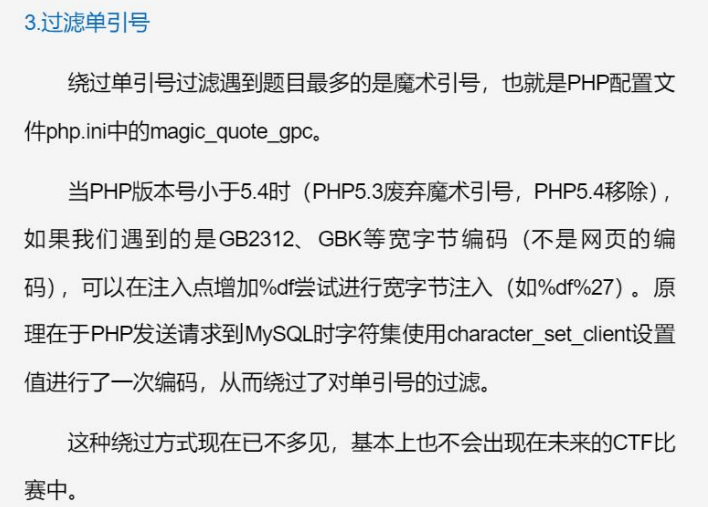 3.过滤单引号
绕过单引号过滤遇到题目最多的是魔术引号，也就是PHP配置文
件php.ini中的magic_quote_gpc。
当PHP版本号小于5.4时（PHP5.3废弃魔术引号，PHP5.4移除），
如果我们遇到的是GB2312、GBK等宽字节编码（不是网页的编
码），可以在注入点增加%df尝试进行宽字节注入（如%df%27）。原
理在于PHP发送请求到MySQL时字符集使用character_set_client设置
值进行了一次编码，从而绕过了对单引号的过滤。
这种绕过方式现在已不多见，基本上也不会出现在未来的CTF比
赛中。